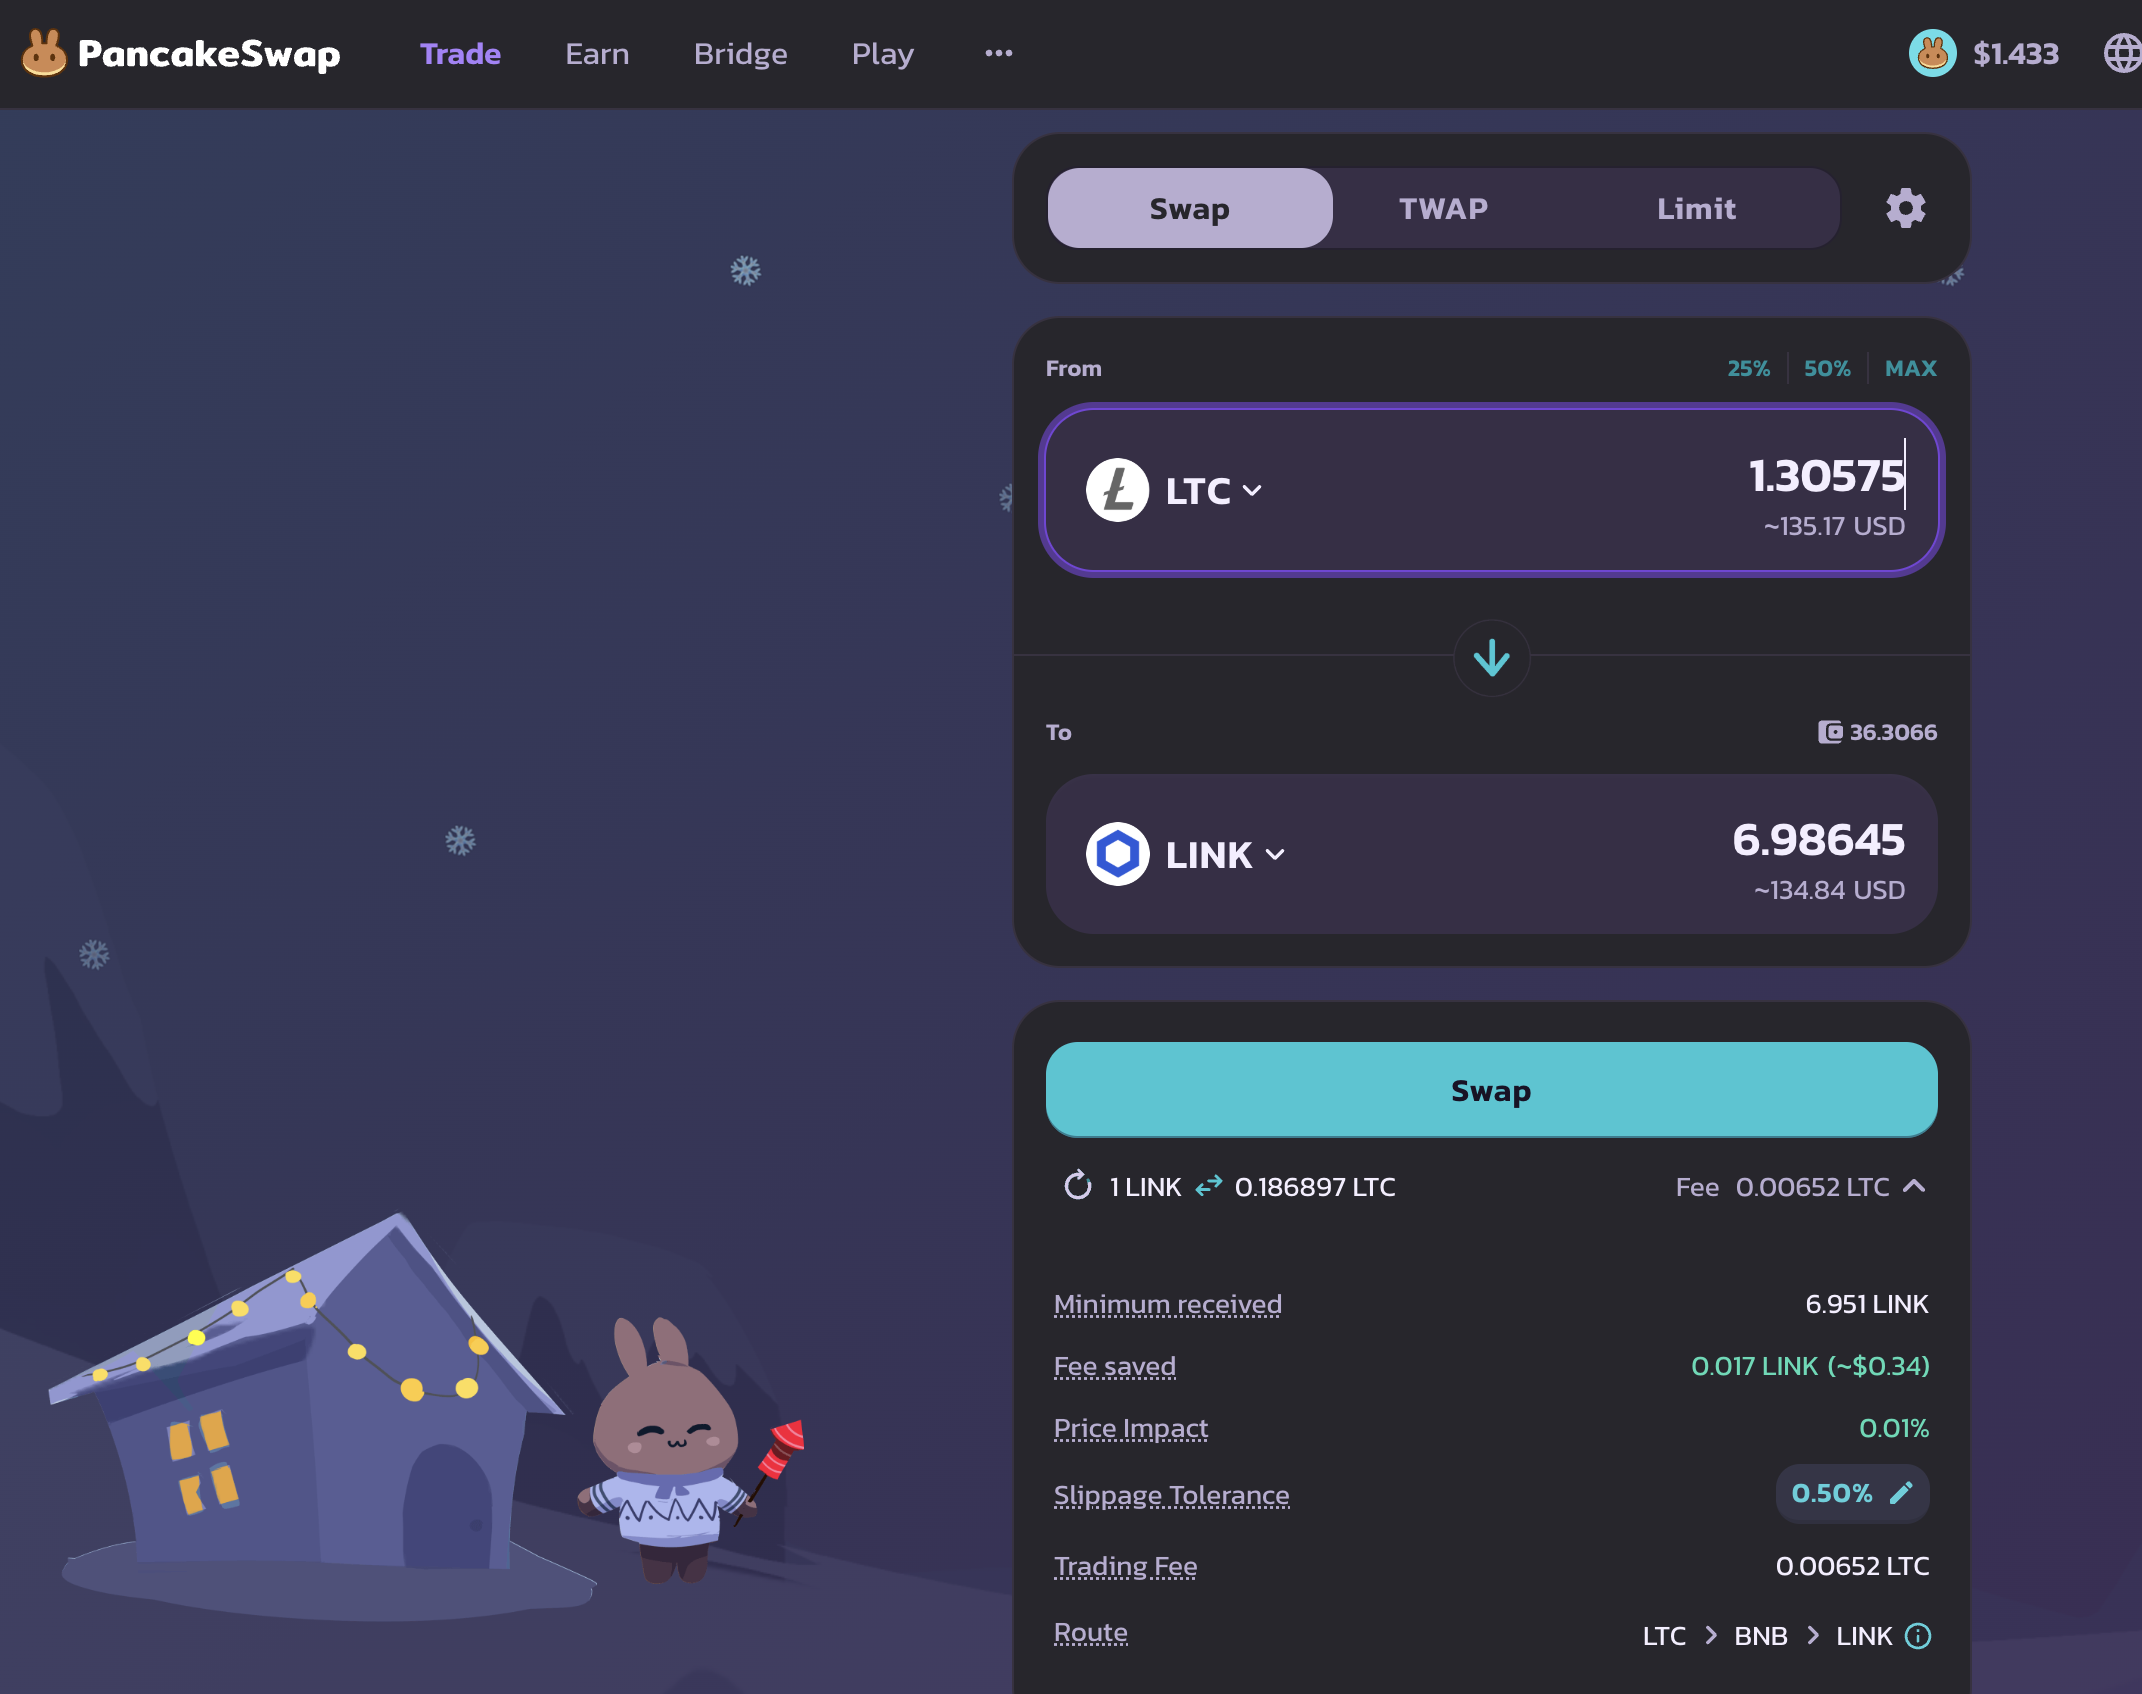 PancakeSwap Trade Earn Bridge Play ••• $1.433
Swap TWAP Limit
From 25% 50% MAX
LTC 1.30575
~135.17 USD
To 36.3066
LINK 6.98645
~134.84 USD
Swap
1 LINK 0.186897 LTC Fee 0.00652 LTC
Minimum received 6.951 LINK
Fee saved 0.017 LINK (~$0.34)
Price Impact 0.01%
Slippage Tolerance 0.50%
Trading Fee 0.00652 LTC
Route LTC > BNB > LINK